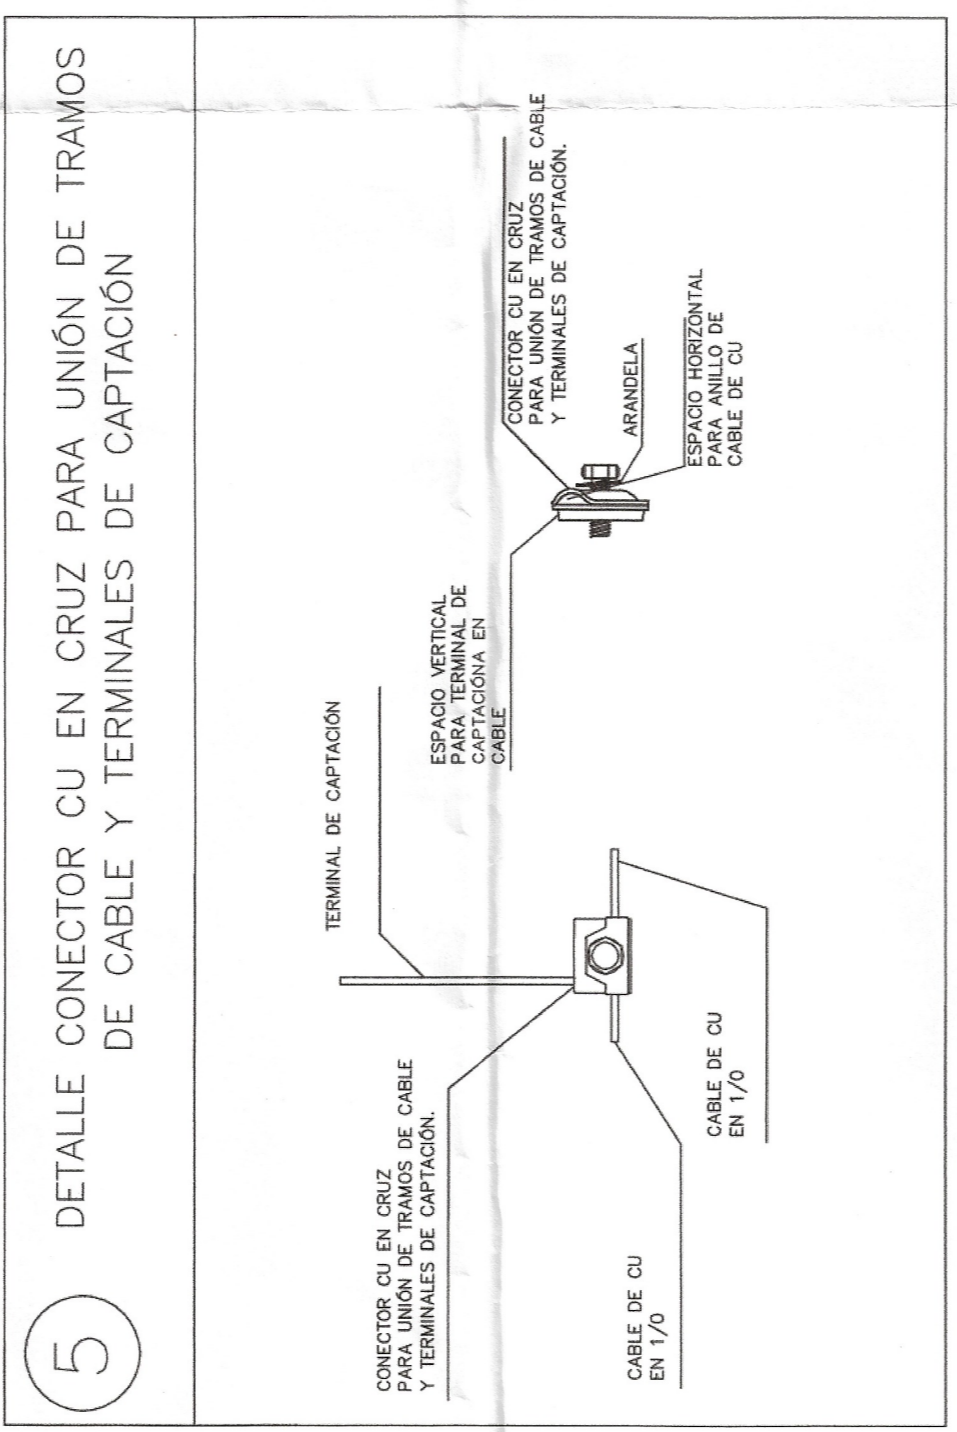 5
DETALLE CONECTOR CU EN CRUZ PARA UNIÓN DE TRAMOS
DE CABLE Y TERMINALES DE CAPTACIÓN
CONECTOR CU EN CRUZ
PARA UNIÓN DE TRAMOS DE CABLE
Y TERMINALES DE CAPTACIÓN.
TERMINAL DE CAPTACIÓN
CABLE DE CU
EN 1/0
CABLE DE CU
EN 1/0
ESPACIO VERTICAL
PARA TERMINAL DE
CAPTACIÓNA EN
CABLE
CONECTOR CU EN CRUZ
PARA UNIÓN DE TRAMOS DE CABLE
Y TERMINALES DE CAPTACIÓN.
ARANDELA
ESPACIO HORIZONTAL
PARA ANILLO DE
CABLE DE CU